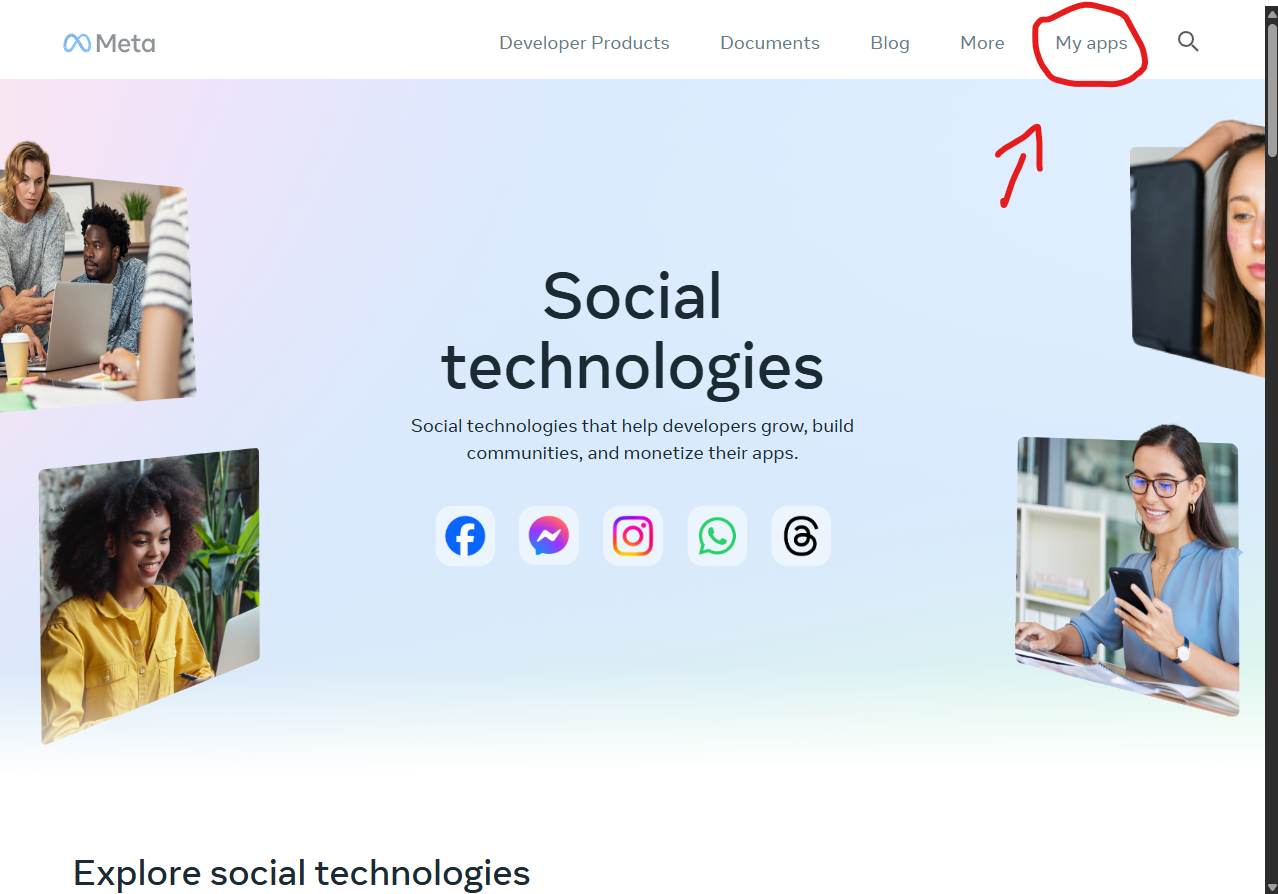 Meta
Developer Products
Documents
Blog
More
My apps
Social
technologies
Social technologies that help developers grow, build
communities, and monetize their apps.
Explore social technologies